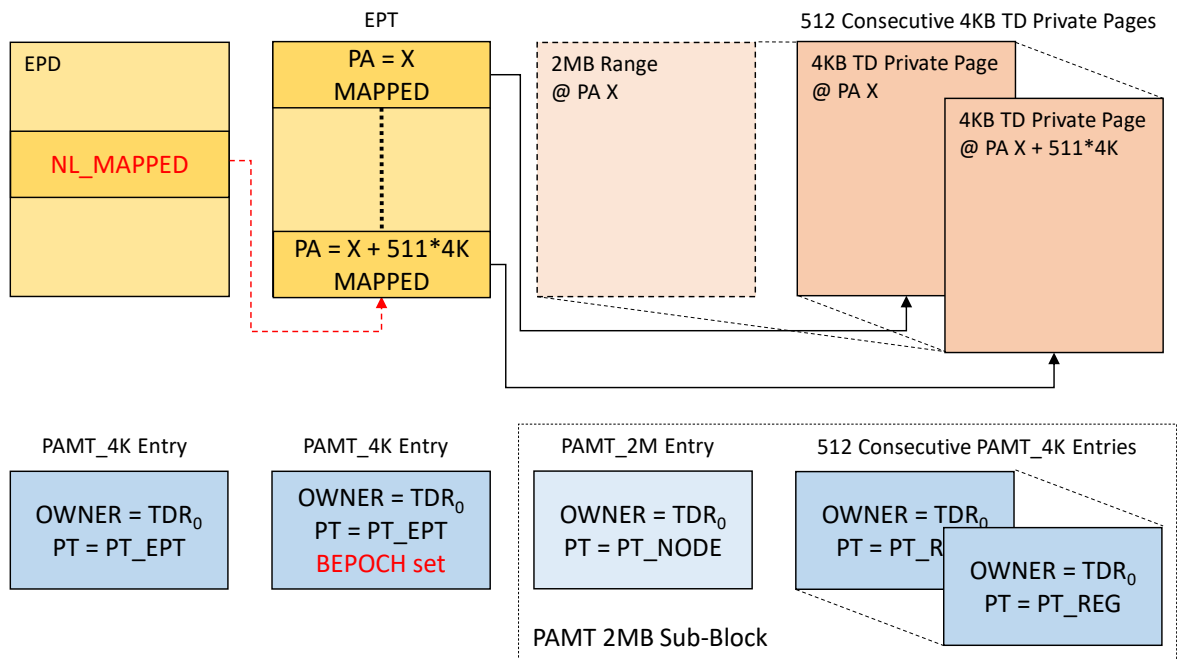 EPT
512 Consecutive 4KB TD Private Pages
EPD
NL_MAPPED
PA = X
MAPPED
PA = X + 511*4K
MAPPED
2MB Range
@ PA X
4KB TD Private Page
@ PA X
4KB TD Private Page
@ PA X + 511*4K
PAMT_4K Entry
OWNER = TDR₀
PT = PT_EPT
PAMT_4K Entry
OWNER = TDR₀
PT = PT_EPT
BEPOCH set
PAMT_2M Entry
OWNER = TDR₀
PT = PT_NODE
512 Consecutive PAMT_4K Entries
OWNER = TDR₀
PT = PT_R
OWNER = TDR₀
PT = PT_REG
PAMT 2MB Sub-Block